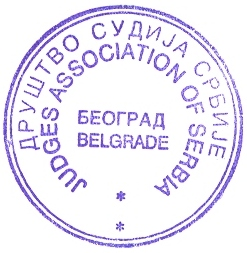 ДРУШТВО СУДИЈА СРБИЈЕ
JUDGES ASSOCIATION OF SERBIA
БЕОГРАД
BELGRADE
* 
*